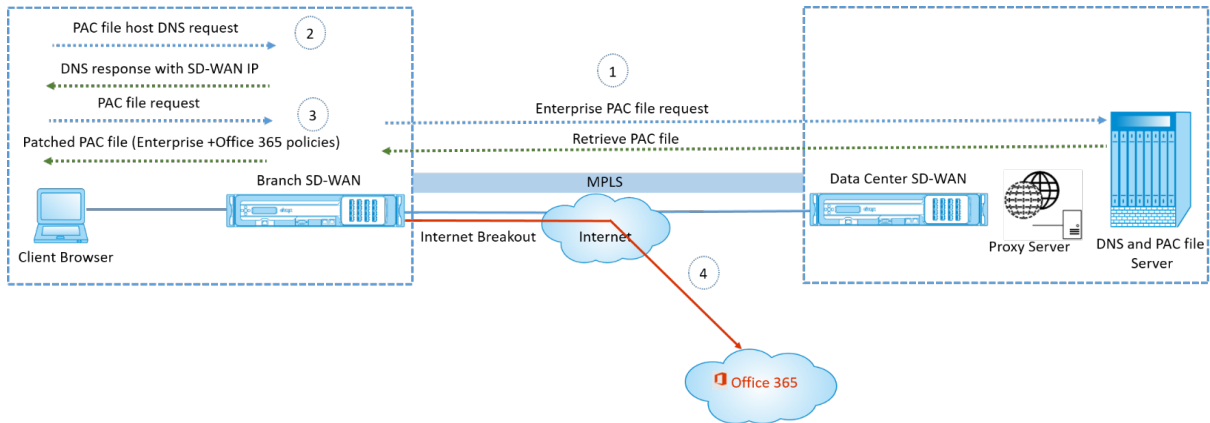 PAC file host DNS request
2
DNS response with SD-WAN IP
PAC file request
3
Patched PAC file (Enterprise +Office 365 policies)
Branch SD-WAN
Client Browser
1
Enterprise PAC file request
Retrieve PAC file
MPLS
Internet Breakout
Internet
4
Office 365
Data Center SD-WAN
Proxy Server
DNS and PAC file
Server